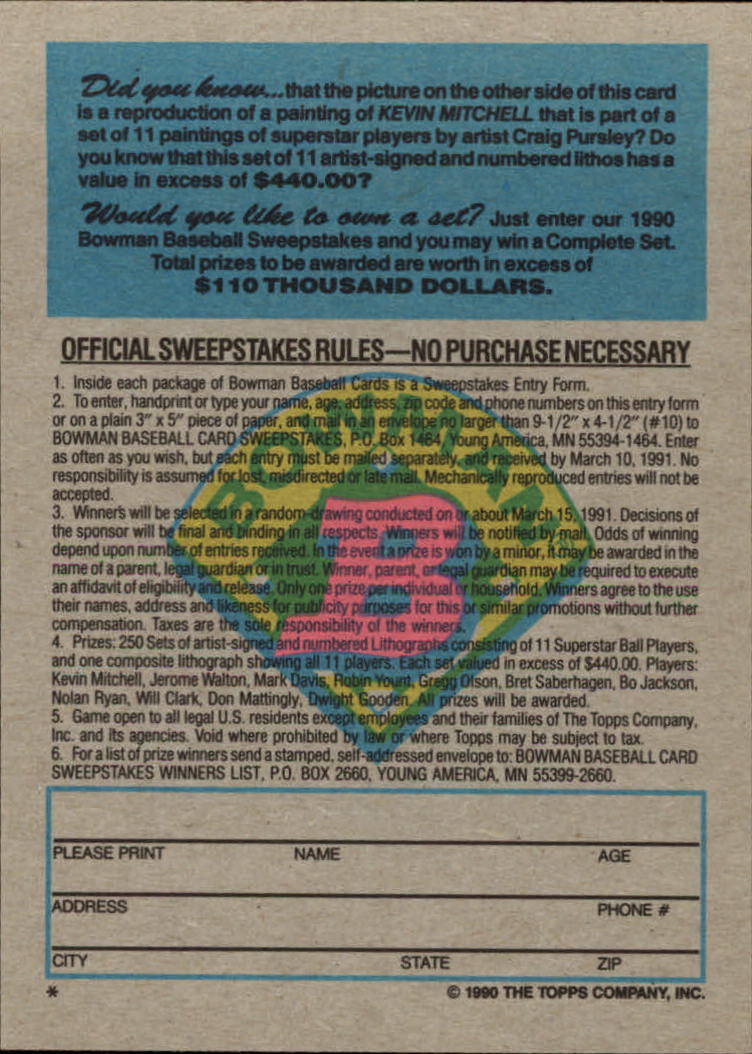 Did you know...that the picture on the other side of this card
is a reproduction of a painting of KEVIN MITCHELL that is part of a
set of 11 paintings of superstar players by artist Craig Pursley? Do
you know that this set of 11 artist-signed and numbered lithos has a
value in excess of $440.00?
Would you like to own a set? Just enter our 1990
Bowman Baseball Sweepstakes and you may win a Complete Set.
Total prizes to be awarded are worth in excess of
$110 THOUSAND DOLLARS.
OFFICIAL SWEEPSTAKES RULES—NO PURCHASE NECESSARY
1. Inside each package of Bowman Baseball Cards is a Sweepstakes Entry Form.
2. To enter, handprint or type your name, age, address, zip code and phone numbers on this entry form
or on a plain 3" x 5" piece of paper, and mail in an envelope no larger than 9-1/2" x 4-1/2" (#10) to
BOWMAN BASEBALL CARD SWEEPSTAKES, P.O. Box 1464, Young America, MN 55394-1464. Enter
as often as you wish, but each entry must be mailed separately, and received by March 10, 1991. No
responsibility is assumed for lost, misdirected or late mail. Mechanically reproduced entries will not be
accepted.
3. Winners will be selected in a random-drawing conducted on or about March 15, 1991. Decisions of
the sponsor will be final and binding in all respects. Winners will be notified by mail. Odds of winning
depend upon number of entries received. In the event a prize is won by a minor, it may be awarded in the
name of a parent, legal guardian or in trust. Winner, parent, or legal guardian may be required to execute
an affidavit of eligibility and release. Only one prize per individual or household. Winners agree to the use
their names, address and likeness for publicity purposes for this or similar promotions without further
compensation. Taxes are the sole responsibility of the winners.
4. Prizes: 250 Sets of artist-signed and numbered Lithographs consisting of 11 Superstar Ball Players,
and one composite lithograph showing all 11 players. Each set valued in excess of $440.00. Players:
Kevin Mitchell, Jerome Walton, Mark Davis, Robin Yount, Gregg Olson, Bret Saberhagen, Bo Jackson,
Nolan Ryan, Will Clark, Don Mattingly, Dwight Gooden. All prizes will be awarded.
5. Game open to all legal U.S. residents except employees and their families of The Topps Company,
Inc. and its agencies. Void where prohibited by law or where Topps may be subject to tax.
6. For a list of prize winners send a stamped, self-addressed envelope to: BOWMAN BASEBALL CARD
SWEEPSTAKES WINNERS LIST, P.O. BOX 2660, YOUNG AMERICA, MN 55399-2660.
BOWMAN
B
PLEASE PRINT NAME AGE
ADDRESS PHONE #
CITY STATE ZIP
* © 1990 THE TOPPS COMPANY, INC.